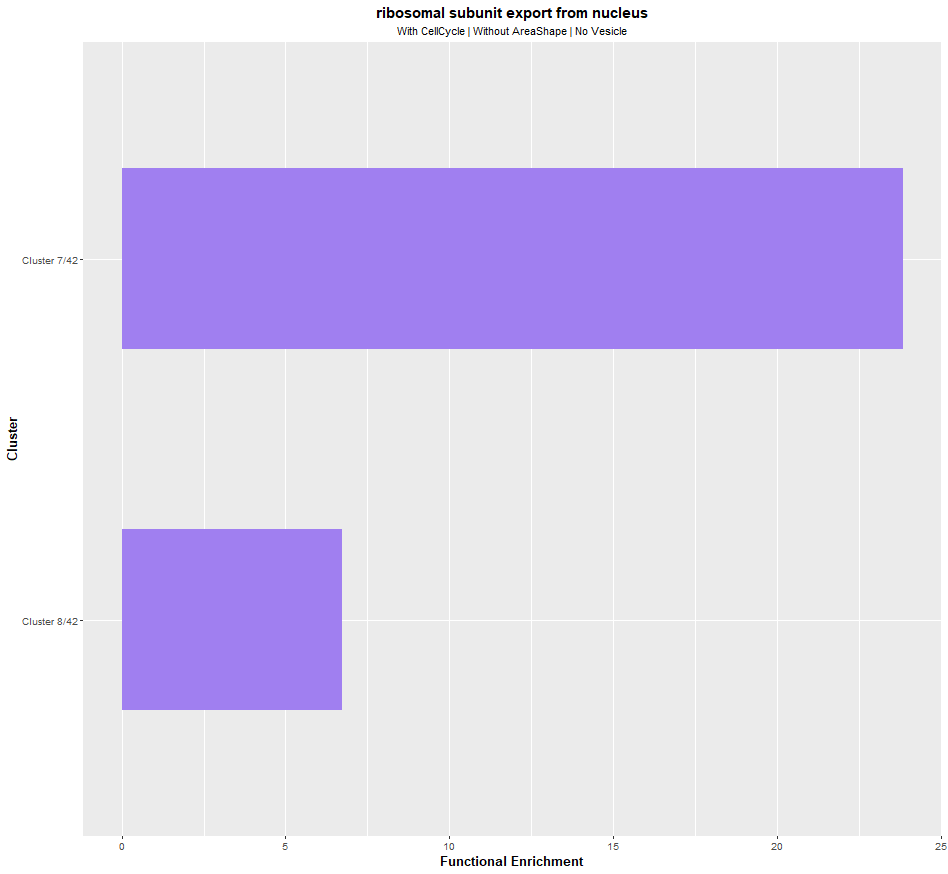 ribosomal subunit export from nucleus
With CellCycle | Without AreaShape | No Vesicle
Cluster
Cluster 7/42
Cluster 8/42
0 5 10 15 20 25
Functional Enrichment